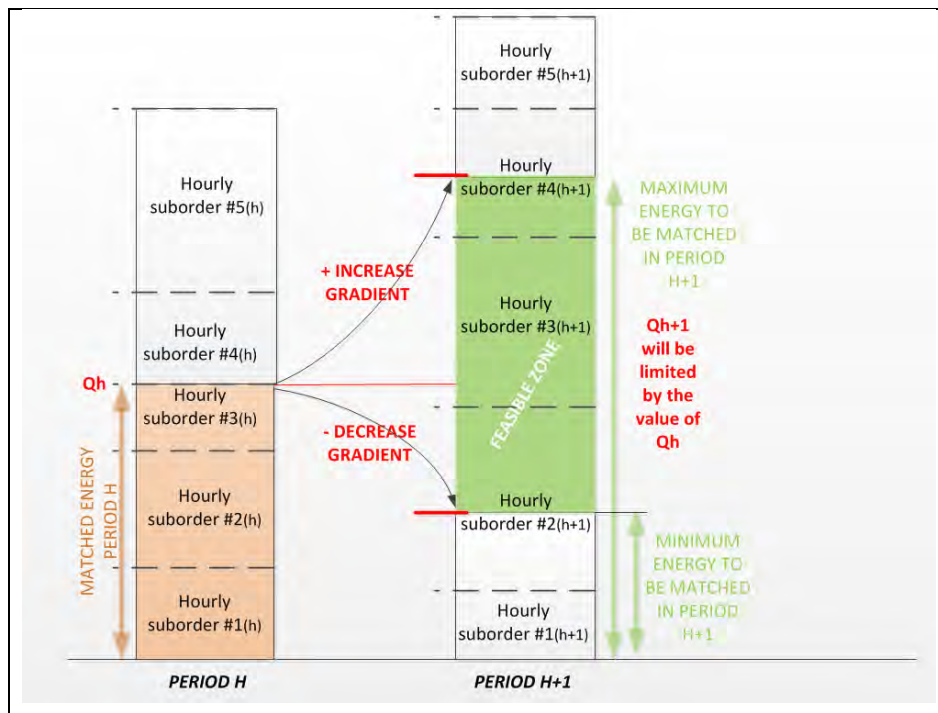 Hourly
suborder #5(h)
Hourly
suborder #4(h)
Qh
Hourly
suborder #3(h)
Hourly
suborder #2(h)
Hourly
suborder #1(h)
MATCHED ENERGY
PERIOD H
PERIOD H
+ INCREASE
GRADIENT
- DECREASE
GRADIENT
Hourly
suborder #5(h+1)
Hourly
suborder #4(h+1)
Hourly
suborder #3(h+1)
FEASIBLE ZONE
Hourly
suborder #2(h+1)
Hourly
suborder #1(h+1)
PERIOD H+1
MAXIMUM
ENERGY TO
BE MATCHED
IN PERIOD
H+1
Qh+1
will be
limited
by the
value of
Qh
MINIMUM
ENERGY TO
BE MATCHED
IN PERIOD
H+1